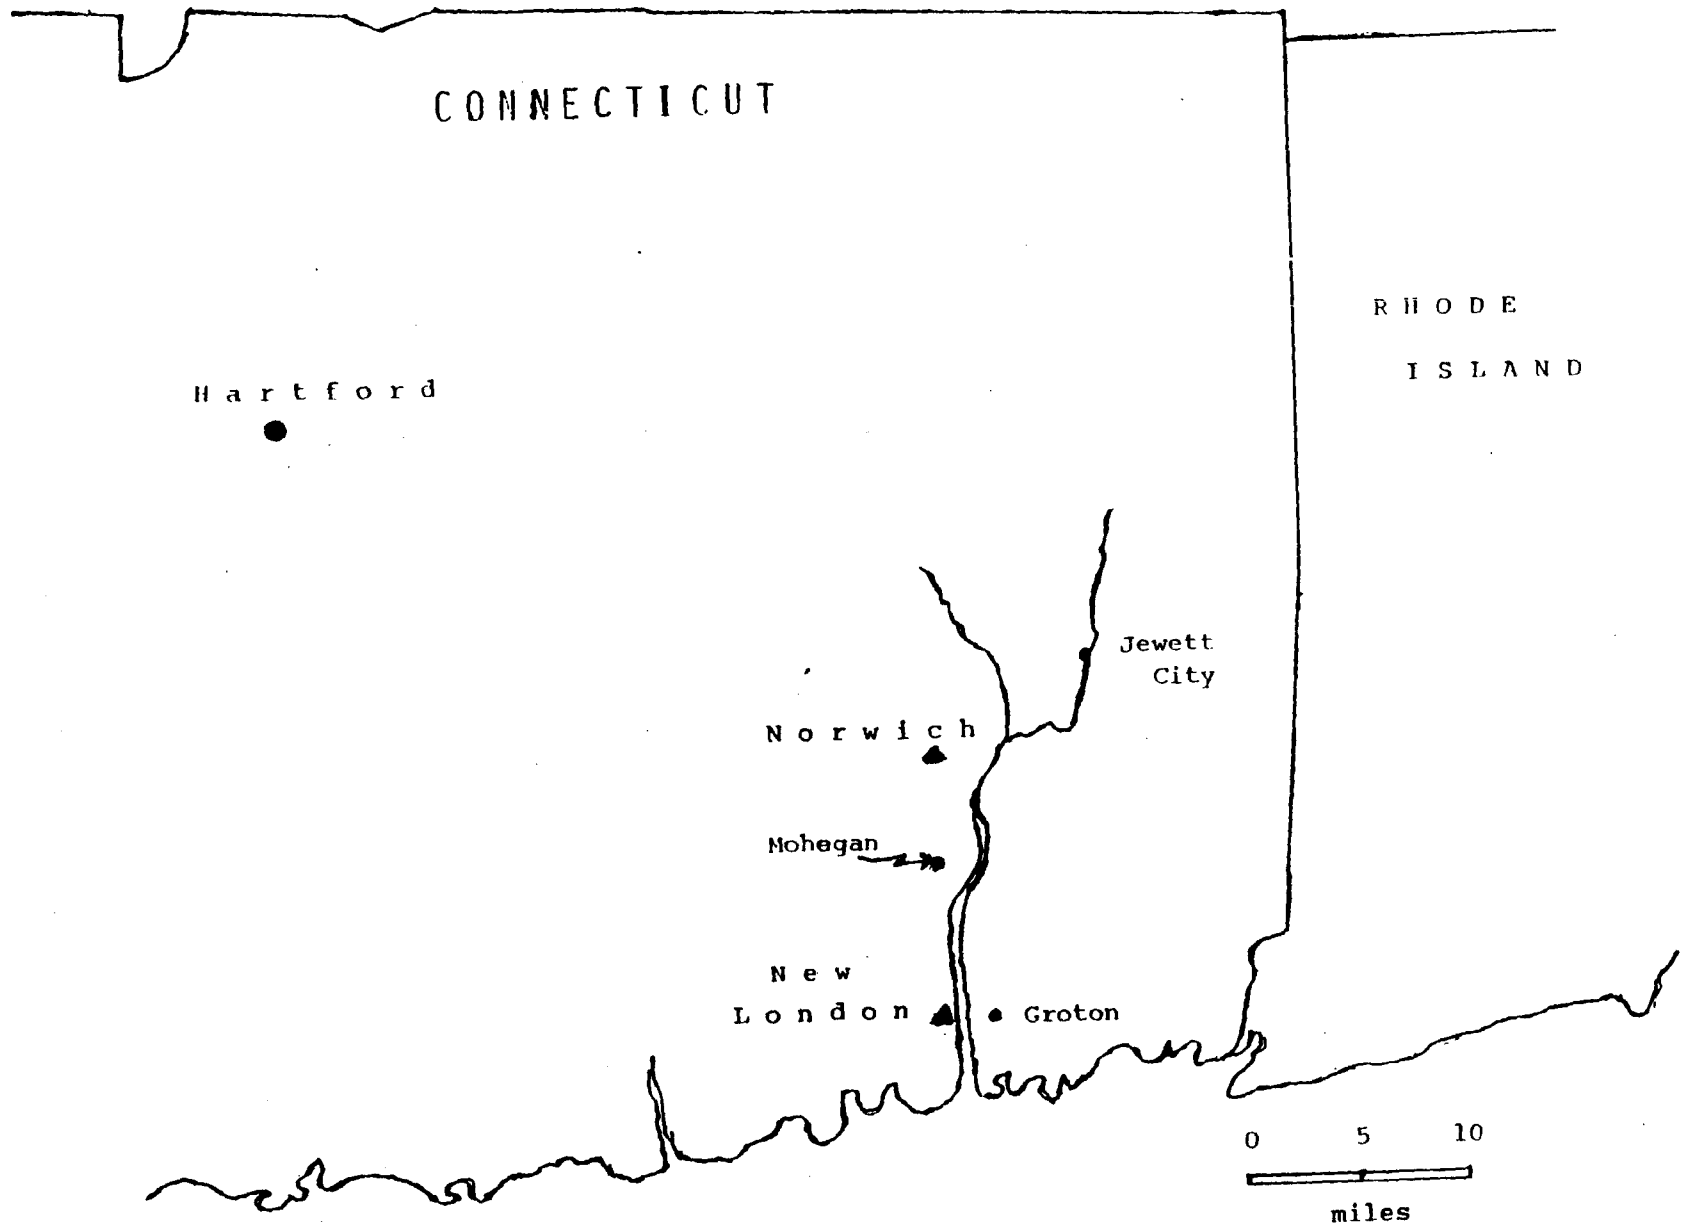 CONNECTICUT
RHODE
ISLAND
Hartford
Jewett
City
Norwich
Mohegan
New
London
Groton
0 5 10
miles